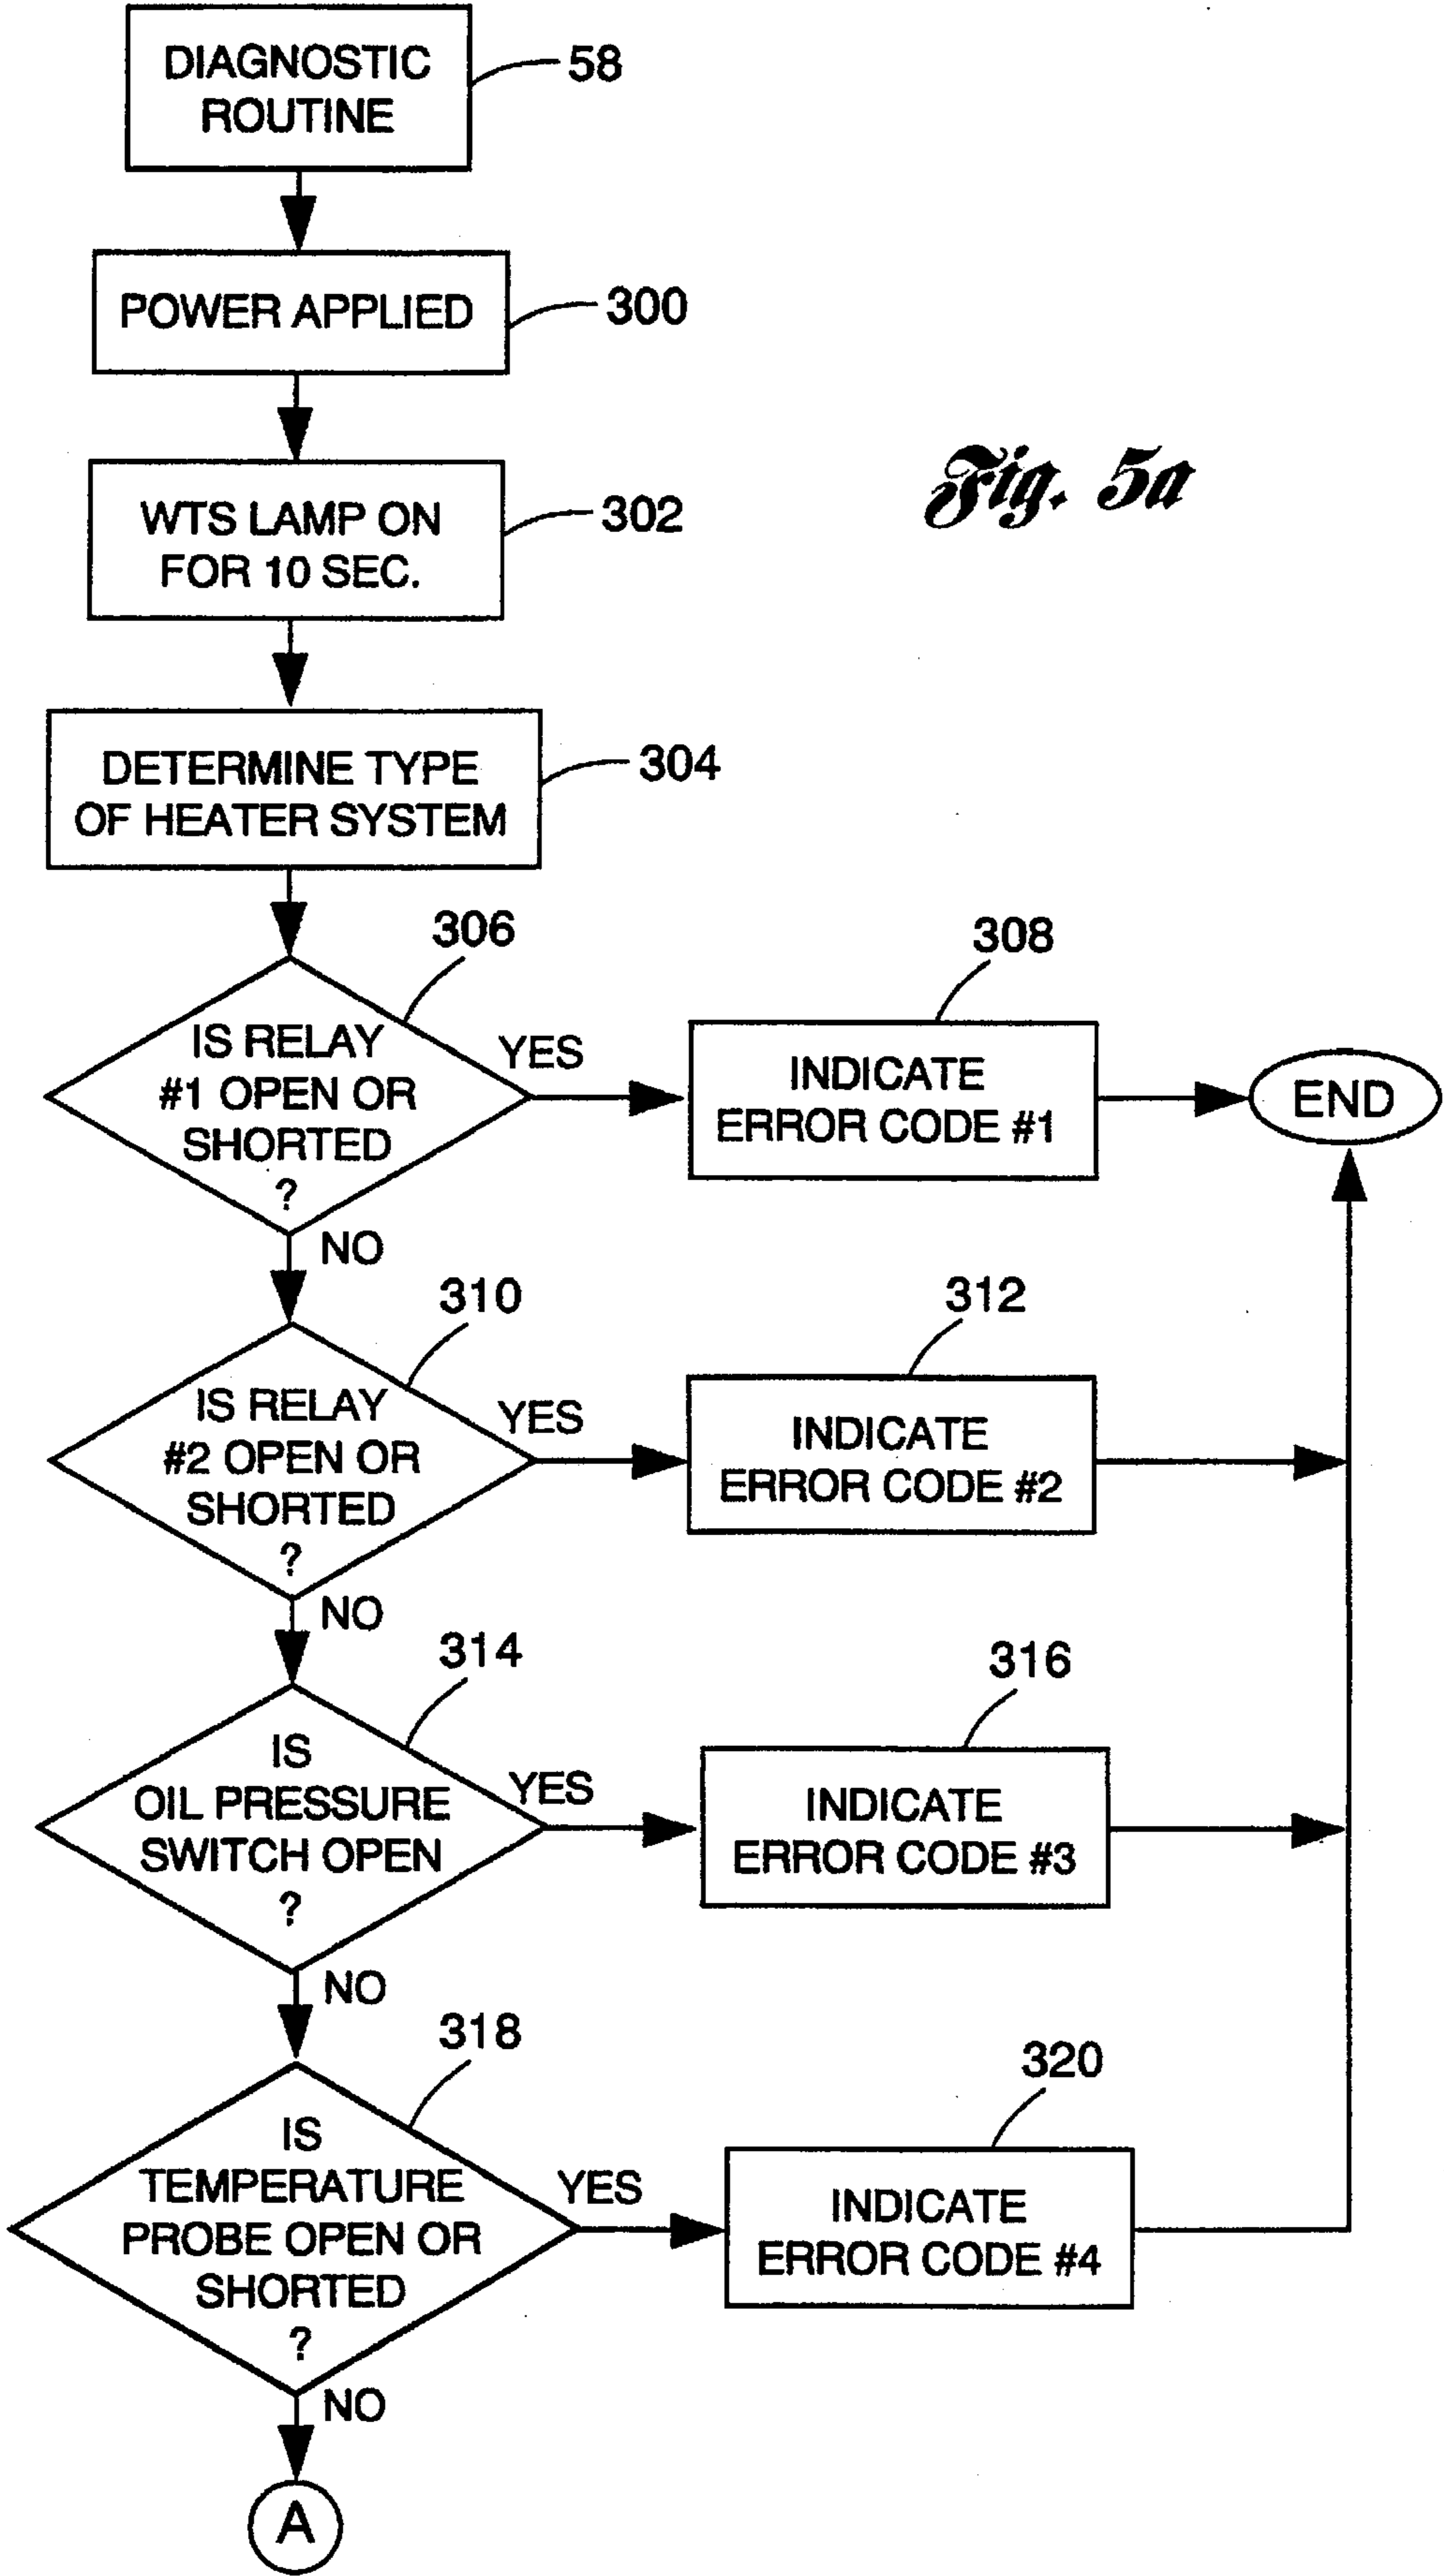 DIAGNOSTIC
ROUTINE
58
POWER APPLIED
300
WTS LAMP ON
FOR 10 SEC.
302
Fig. 5a
DETERMINE TYPE
OF HEATER SYSTEM
304
306
308
IS RELAY
#1 OPEN OR
SHORTED
?
YES
INDICATE
ERROR CODE #1
END
NO
310
312
IS RELAY
#2 OPEN OR
SHORTED
?
YES
INDICATE
ERROR CODE #2
NO
314
316
IS
OIL PRESSURE
SWITCH OPEN
?
YES
INDICATE
ERROR CODE #3
NO
318
320
IS
TEMPERATURE
PROBE OPEN OR
SHORTED
?
YES
INDICATE
ERROR CODE #4
NO
A